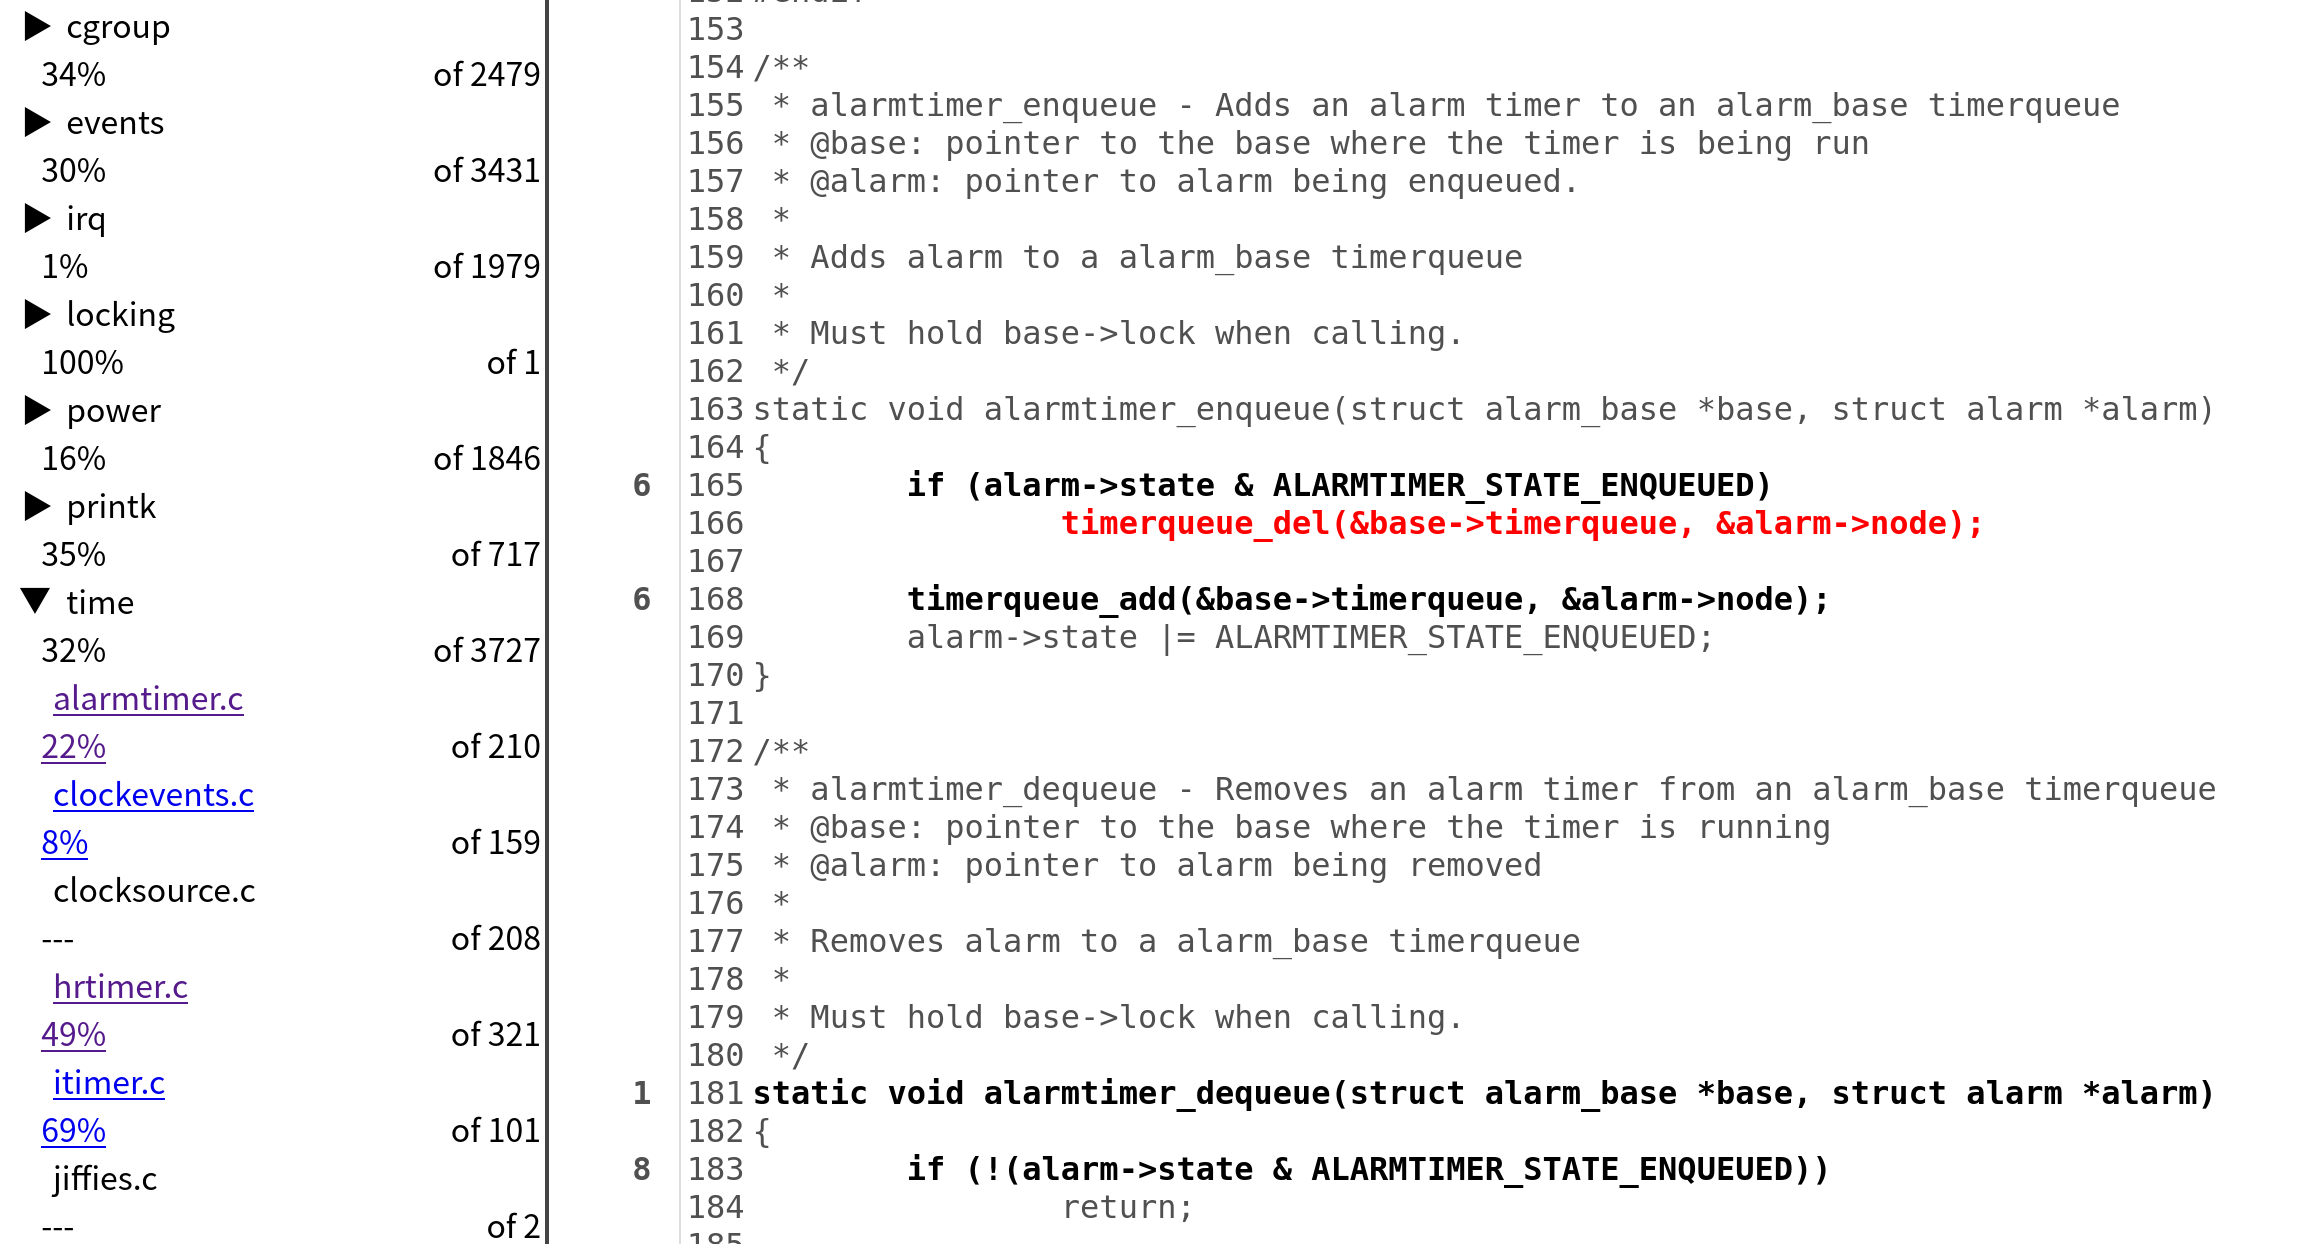 ▶ cgroup
34% of 2479
▶ events
30% of 3431
▶ irq
1% of 1979
▶ locking
100% of 1
▶ power
16% of 1846
▶ printk
35% of 717
▼ time
32% of 3727
alarmtimer.c
22% of 210
clockevents.c
8% of 159
clocksource.c
--- of 208
hrtimer.c
49% of 321
itimer.c
69% of 101
jiffies.c
--- of 2
153
154 /**
155  * alarmtimer_enqueue - Adds an alarm timer to an alarm_base timerqueue
156  * @base: pointer to the base where the timer is being run
157  * @alarm: pointer to alarm being enqueued.
158  *
159  * Adds alarm to a alarm_base timerqueue
160  *
161  * Must hold base->lock when calling.
162  */
163 static void alarmtimer_enqueue(struct alarm_base *base, struct alarm *alarm)
164 {
6 165         if (alarm->state & ALARMTIMER_STATE_ENQUEUED)
166                 timerqueue_del(&base->timerqueue, &alarm->node);
167
6 168         timerqueue_add(&base->timerqueue, &alarm->node);
169         alarm->state |= ALARMTIMER_STATE_ENQUEUED;
170 }
171
172 /**
173  * alarmtimer_dequeue - Removes an alarm timer from an alarm_base timerqueue
174  * @base: pointer to the base where the timer is running
175  * @alarm: pointer to alarm being removed
176  *
177  * Removes alarm to a alarm_base timerqueue
178  *
179  * Must hold base->lock when calling.
180  */
1 181 static void alarmtimer_dequeue(struct alarm_base *base, struct alarm *alarm)
182 {
8 183         if (!(alarm->state & ALARMTIMER_STATE_ENQUEUED))
184                 return;
185